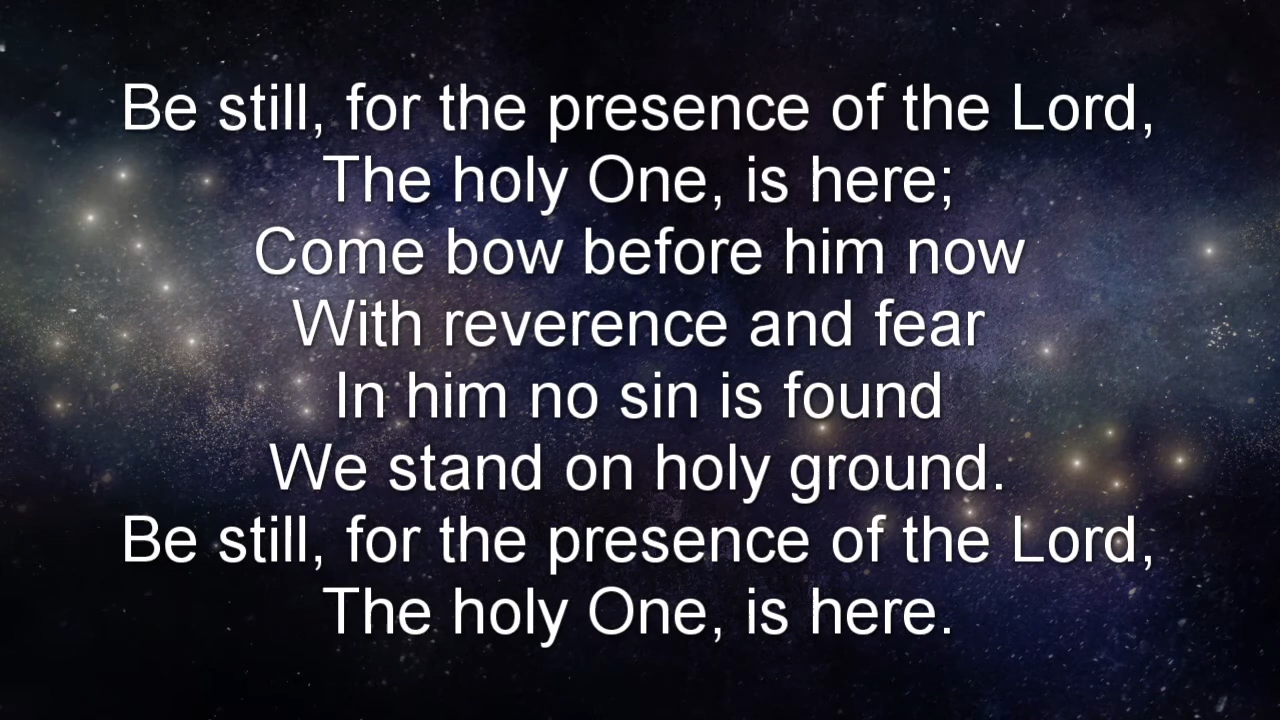 Be still, for the presence of the Lord,
The holy One, is here;
Come bow before him now
With reverence and fear
In him no sin is found
We stand on holy ground.
Be still, for the presence of the Lord,
The holy One, is here.